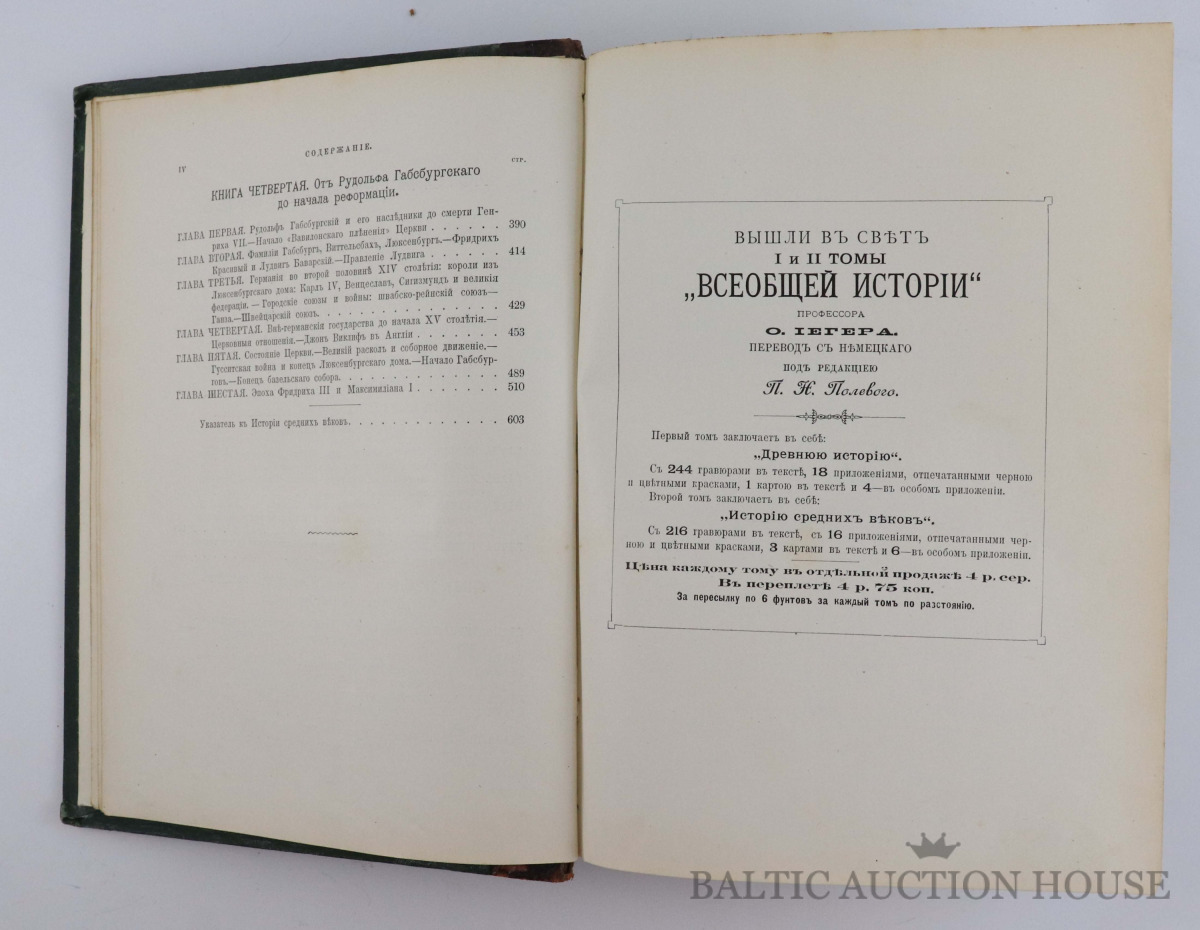 IV
СОДЕРЖАНІЕ.
СТР.
КНИГА ЧЕТВЕРТАЯ. Отъ Рудольфа Габсбургскаго
до начала реформаціи.
ГЛАВА ПЕРВАЯ. Рудольфъ Габсбургскій и его наслѣдники до смерти Ген-
риха VII.—Начало «Вавилонскаго плѣненія» Церкви . . . . . . 390
ГЛАВА ВТОРАЯ. Фамиліи Габсбургъ, Виттельсбахъ, Люксенбургъ.—Фридрихъ
Красивый и Лудвигъ Баварскій.—Правленіе Лудвига . . . . . . 414
ГЛАВА ТРЕТЬЯ. Германія во второй половинѣ XIV столѣтія: короли изъ
Люксенбургскаго дома: Карлъ IV, Венцеславъ, Сигизмундъ и великія
федераціи. — Городскіе союзы и войны: швабско-рейнскій союзъ—
Ганза.—Швейцарскій союзъ. . . . . . . . . . . . . . . 429
ГЛАВА ЧЕТВЕРТАЯ. Внѣ-германскія государства до начала XV столѣтія.—
Церковныя отношенія.—Джонъ Виклифъ въ Англіи . . . . . . . 453
ГЛАВА ПЯТАЯ. Состояніе Церкви.—Великій расколъ и соборное движеніе.—
Гусситская война и конецъ Люксенбургскаго дома.—Начало Габсбур-
говъ.—Конецъ базельскаго собора. . . . . . . . . . . . . 489
ГЛАВА ШЕСТАЯ. Эпоха Фридриха III и Максимиліана I . . . . . . . 510
Указатель къ Исторіи среднихъ вѣковъ. . . . . . . . . . . . . 603
ВЫШЛИ ВЪ СВѢТЪ
I и II ТОМЫ
„ВСЕОБЩЕЙ ИСТОРІИ“
ПРОФЕССОРА
О. ІЕГЕРА.
ПЕРЕВОДЪ СЪ НѢМЕЦКАГО
ПОДЪ РЕДАКЦІЕЮ
П. Н. Полевого.
Первый томъ заключаетъ въ себѣ:
„Древнюю исторію“.
Съ 244 гравюрами въ текстѣ, 18 приложеніями, отпечатанными черною
и цвѣтными красками, 1 картою въ текстѣ и 4—въ особомъ приложеніи.
Второй томъ заключаетъ въ себѣ:
„Исторію среднихъ вѣковъ“.
Съ 216 гравюрами въ текстѣ, съ 16 приложеніями, отпечатанными чер-
ною и цвѣтными красками, 3 картами въ текстѣ и 6—въ особомъ приложеніи.
Цѣна каждому тому въ отдѣльной продажѣ 4 р. сер.
Въ переплетѣ 4 р. 75 коп.
За пересылку по 6 фунтовъ за каждый томъ по разстоянію.
BALTIC AUCTION HOUSE